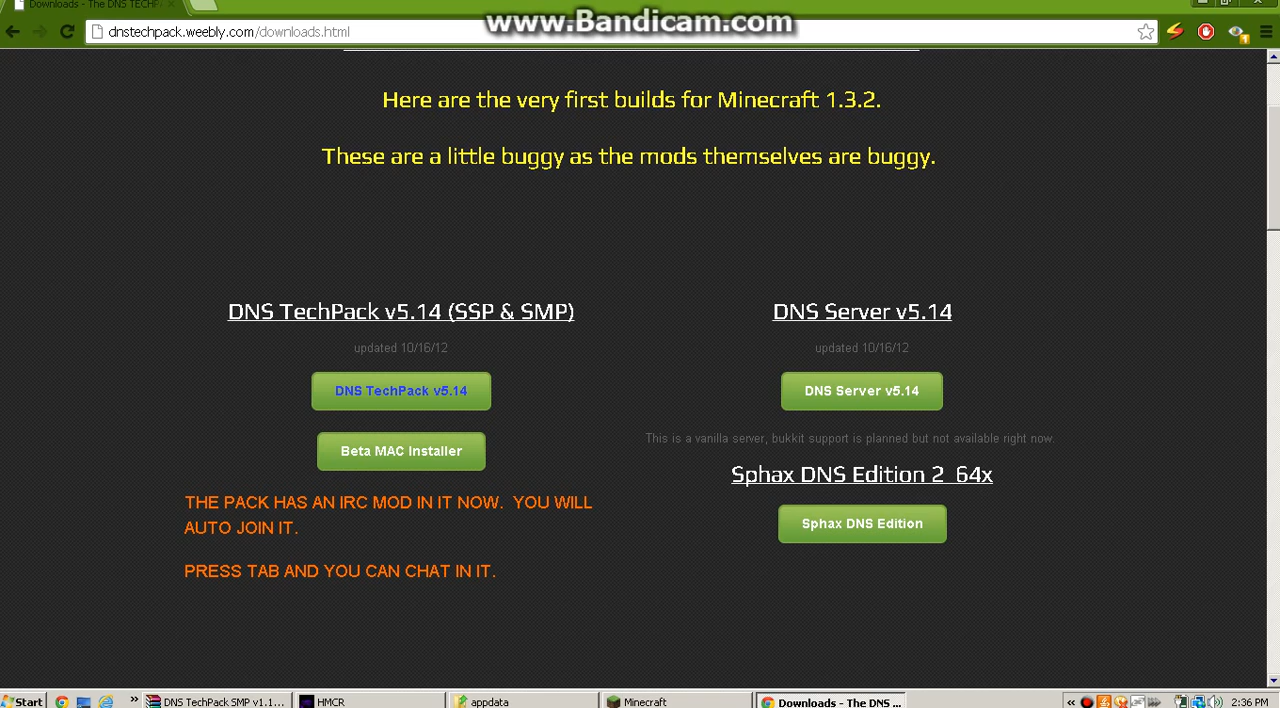 Downloads - The DNS TECHP
www.Bandicam.com
dnstechpack.weebly.com/downloads.html
Here are the very first builds for Minecraft 1.3.2.
These are a little buggy as the mods themselves are buggy.
DNS TechPack v5.14 (SSP & SMP)
updated 10/16/12
DNS TechPack v5.14
Beta MAC Installer
THE PACK HAS AN IRC MOD IN IT NOW.  YOU WILL
AUTO JOIN IT.
PRESS TAB AND YOU CAN CHAT IN IT.
DNS Server v5.14
updated 10/16/12
DNS Server v5.14
This is a vanilla server, bukkit support is planned but not available right now.
Sphax DNS Edition 2  64x
Sphax DNS Edition
Start
DNS TechPack SMP v1.1...
HMCR
appdata
Minecraft
Downloads - The DNS ...
2:36 PM